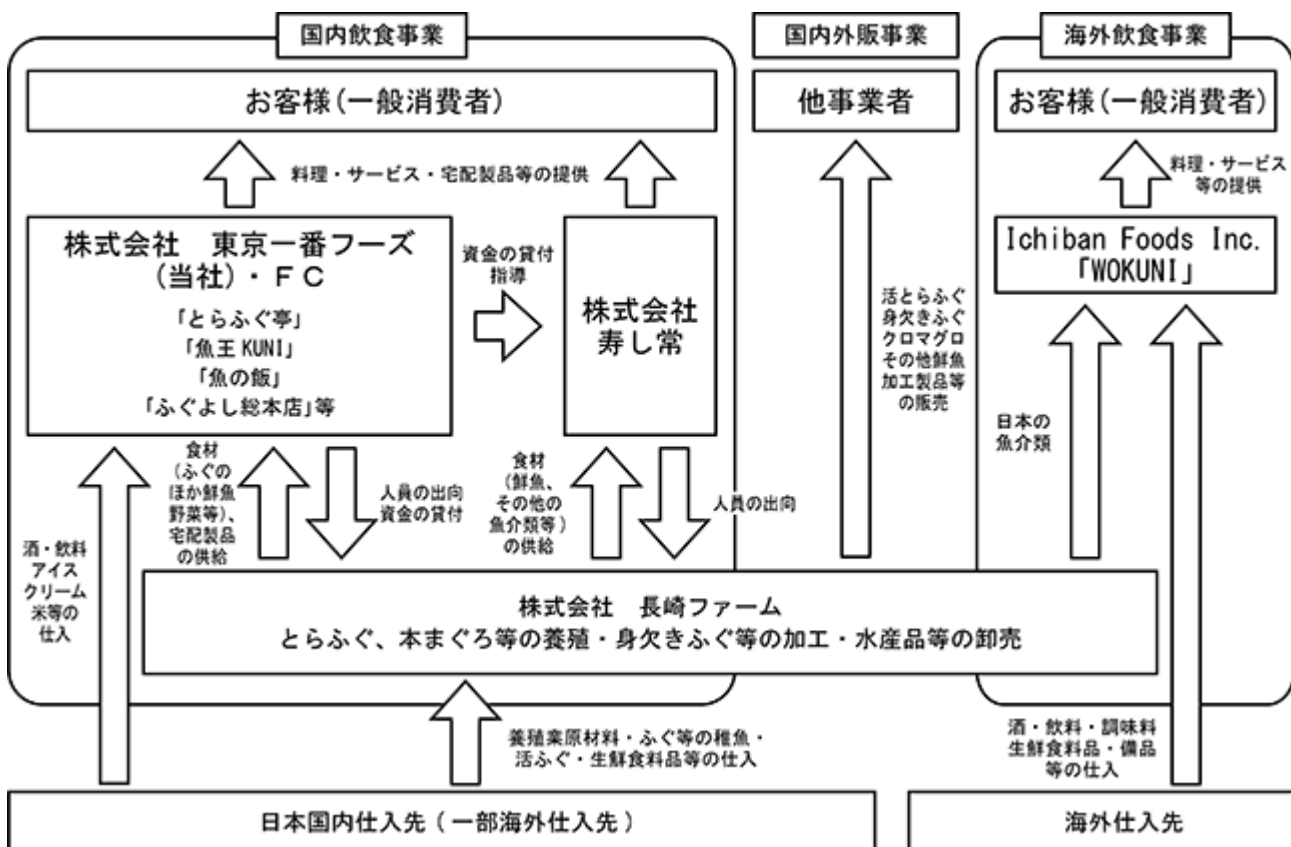 国内飲食事業
国内外販事業
海外飲食事業
お客様(一般消費者)
他事業者
お客様(一般消費者)
料理・サービス・宅配製品等の提供
料理・サービス
等の提供
株式会社　東京一番フーズ
(当社)・ＦＣ
「とらふぐ亭」
「魚王 KUNI」
「魚の飯」
「ふぐよし総本店」等
資金の貸付
指導
株式会社
寿し常
活とらふぐ
身欠きふぐ
クロマグロ
その他鮮魚
加工製品等
の販売
Ichiban Foods Inc.
「WOKUNI」
日本の
魚介類
酒・飲料
アイス
クリーム
米等の
仕入
食材
(ふぐの
ほか鮮魚
野菜等)、
宅配製品
の供給
人員の出向
資金の貸付
食材
(鮮魚、
その他の
魚介類等)
の供給
人員の出向
株式会社　長崎ファーム
とらふぐ、本まぐろ等の養殖・身欠きふぐ等の加工・水産品等の卸売
養殖業原材料・ふぐ等の稚魚・
活ふぐ・生鮮食料品等の仕入
酒・飲料・調味料
生鮮食料品・備品
等の仕入
日本国内仕入先(一部海外仕入先)
海外仕入先